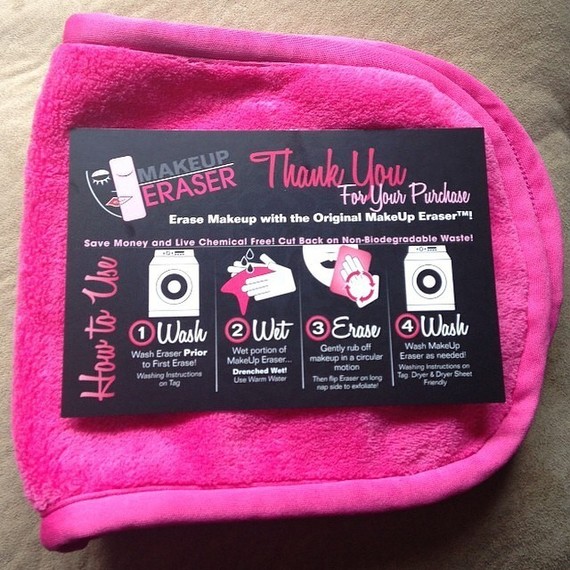 MAKEUP
ERASER
Thank You
For Your Purchase
Erase Makeup with the Original MakeUp Eraser™!
Save Money and Live Chemical Free! Cut Back on Non-Biodegradable Waste!
How to Use
1 Wash
Wash Eraser Prior
to First Erase!
Washing Instructions
on Tag
2 Wet
Wet portion of
MakeUp Eraser...
Drenched Wet!
Use Warm Water
3 Erase
Gently rub off
makeup in a circular
motion
Then flip Eraser on long
nap side to exfoliate!
4 Wash
Wash MakeUp
Eraser as needed!
Washing Instructions on
Tag Dryer & Dryer Sheet
Friendly